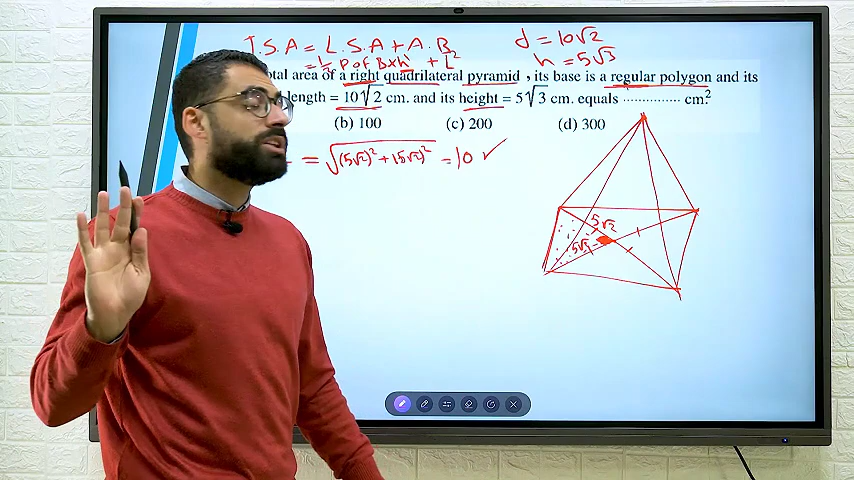 T.S.A = L.S.A + A.B
= ½ P of B × h' + L²
d = 10√2
h = 5√3
otal area of a right quadrilateral pyramid , its base is a regular polygon and its
length = 10√2 cm. and its height = 5√3 cm. equals ............... cm²
(b) 100 (c) 200 (d) 300
= √(5√2)² + (5√2)² = 10 ✓
5√2